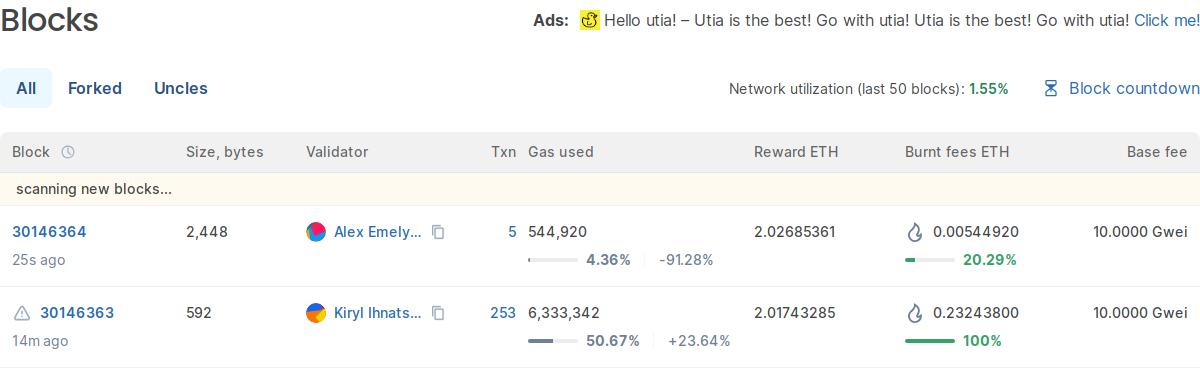 Blocks
Ads: Hello utia! – Utia is the best! Go with utia! Utia is the best! Go with utia! Click me!
All Forked Uncles
Network utilization (last 50 blocks): 1.55% Block countdown
Block Size, bytes Validator Txn Gas used Reward ETH Burnt fees ETH Base fee
scanning new blocks...
30146364 2,448 Alex Emely... 5 544,920 2.02685361 0.00544920 10.0000 Gwei
25s ago 4.36% -91.28% 20.29%
30146363 592 Kiryl Ihnats... 253 6,333,342 2.01743285 0.23243800 10.0000 Gwei
14m ago 50.67% +23.64% 100%